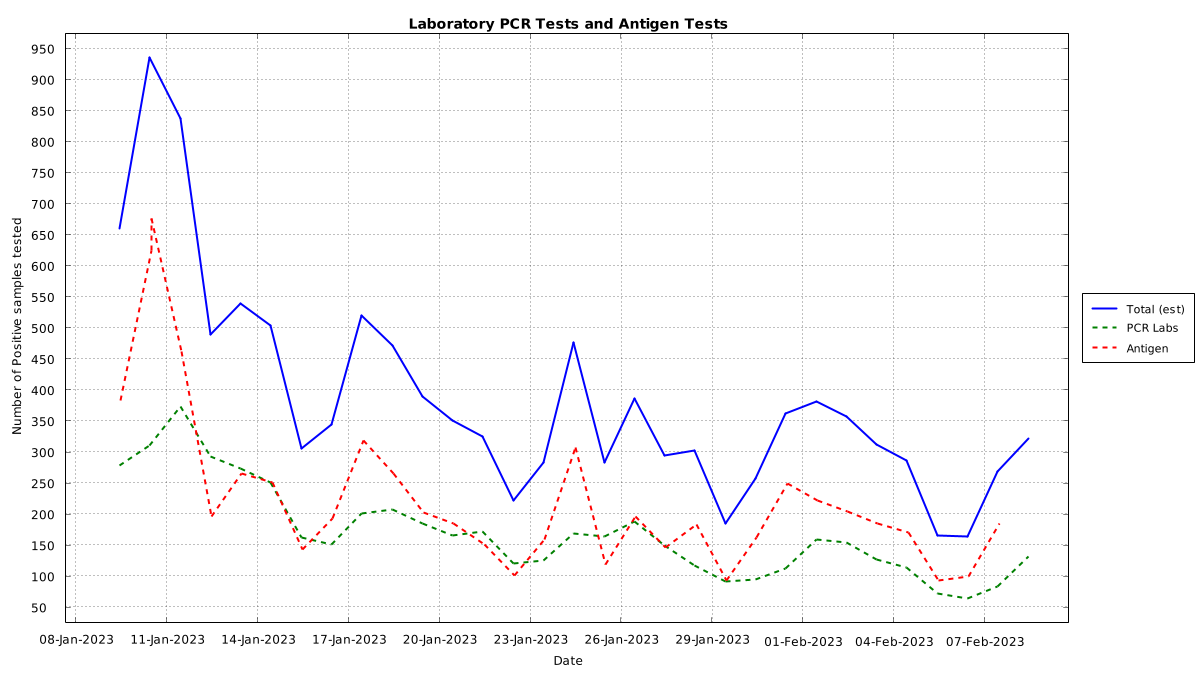 Laboratory PCR Tests and Antigen Tests
950
900
850
800
750
700
650
600
550
500
450
400
350
300
250
200
150
100
50
Number of Positive samples tested
08-Jan-2023 11-Jan-2023 14-Jan-2023 17-Jan-2023 20-Jan-2023 23-Jan-2023 26-Jan-2023 29-Jan-2023 01-Feb-2023 04-Feb-2023 07-Feb-2023
Date
Total (est)
PCR Labs
Antigen